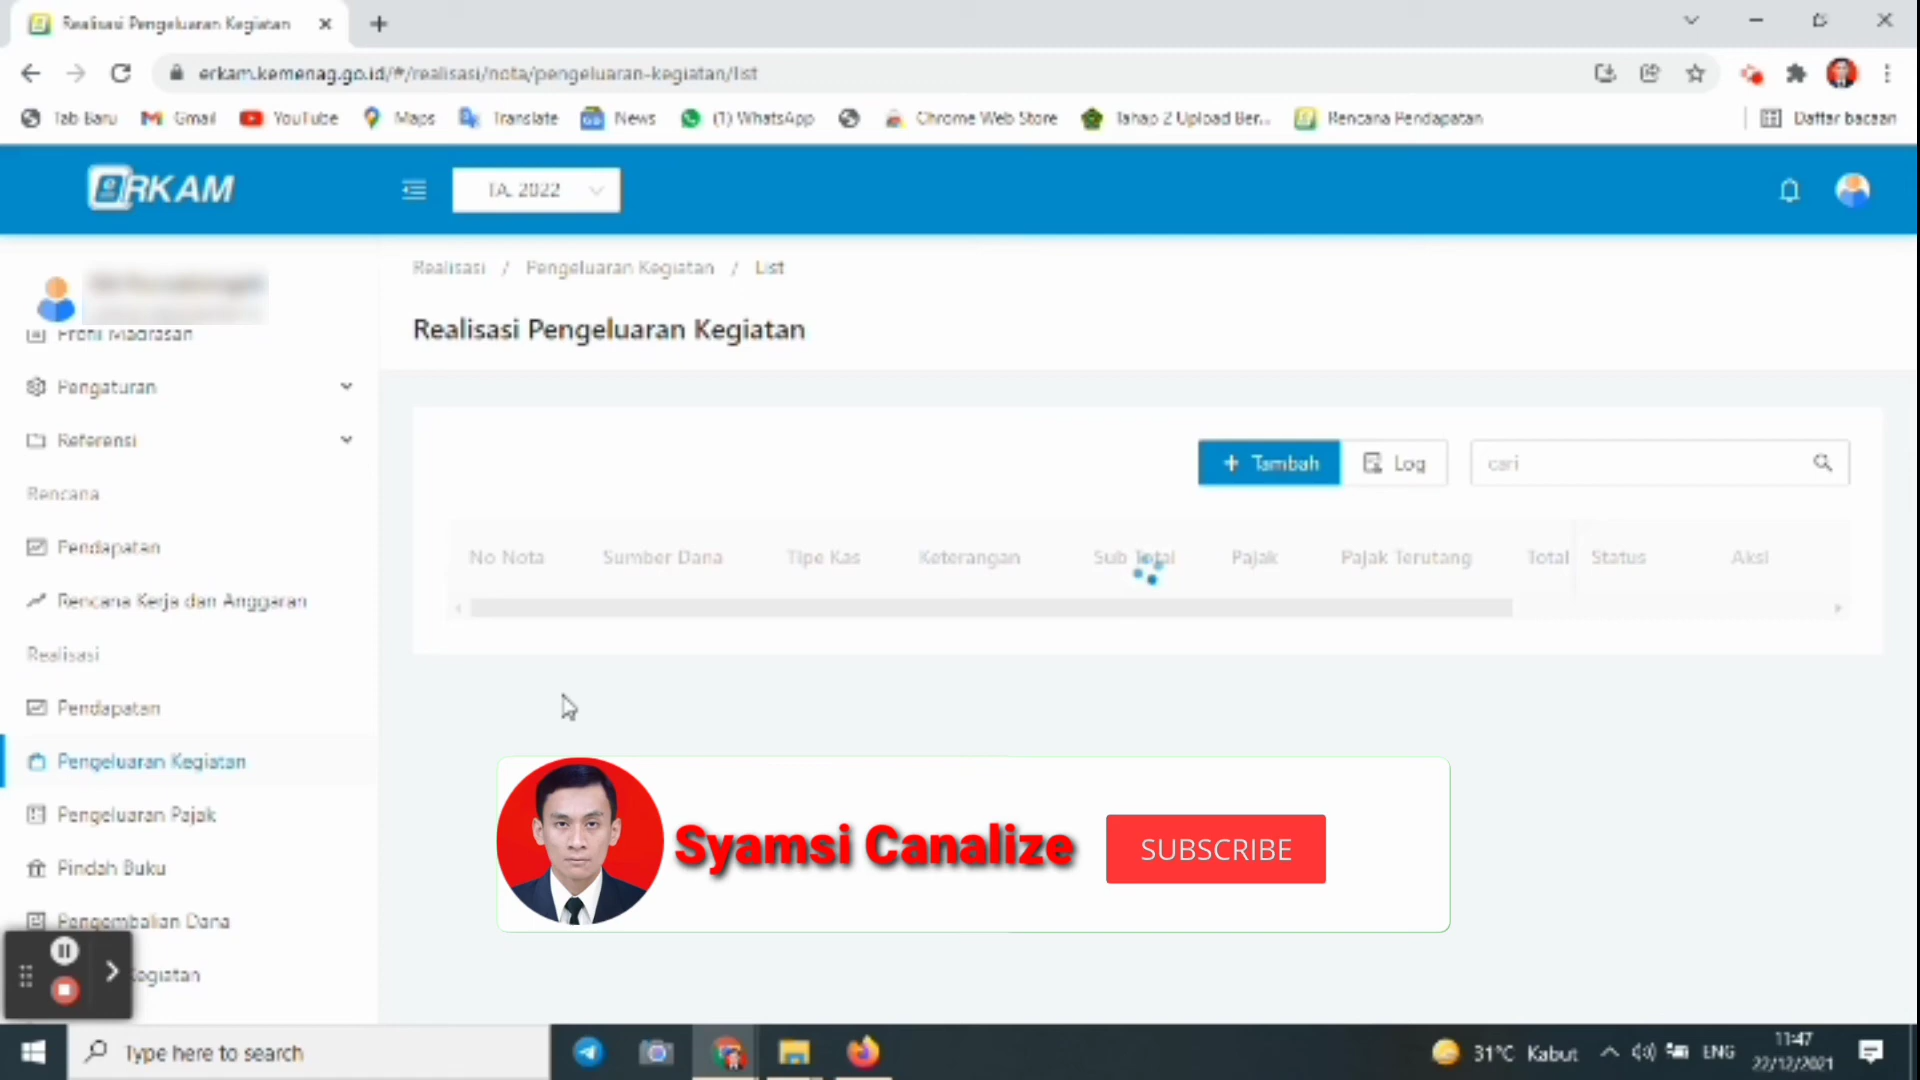 Realisasi Pengeluaran Kegiatan
erkam.kemenag.go.id/#/realisasi/nota/pengeluaran-kegiatan/list
Tab Baru Gmail YouTube Maps Translate News (1) WhatsApp Chrome Web Store Tahap 2 Upload Ber... Rencana Pendapatan Daftar bacaan
eRKAM TA. 2022
Realisasi / Pengeluaran Kegiatan / List
Realisasi Pengeluaran Kegiatan
Profil Madrasah
Pengaturan
Referensi
Rencana
Pendapatan
Rencana Kerja dan Anggaran
Realisasi
Pendapatan
Pengeluaran Kegiatan
Pengeluaran Pajak
Pindah Buku
Pengembalian Dana
Kegiatan
+ Tambah Log cari
No Nota Sumber Dana Tipe Kas Keterangan Sub Total Pajak Pajak Terutang Total Status Aksi
Syamsi Canalize SUBSCRIBE
Type here to search
31°C Kabut ENG 11:47
22/12/2021